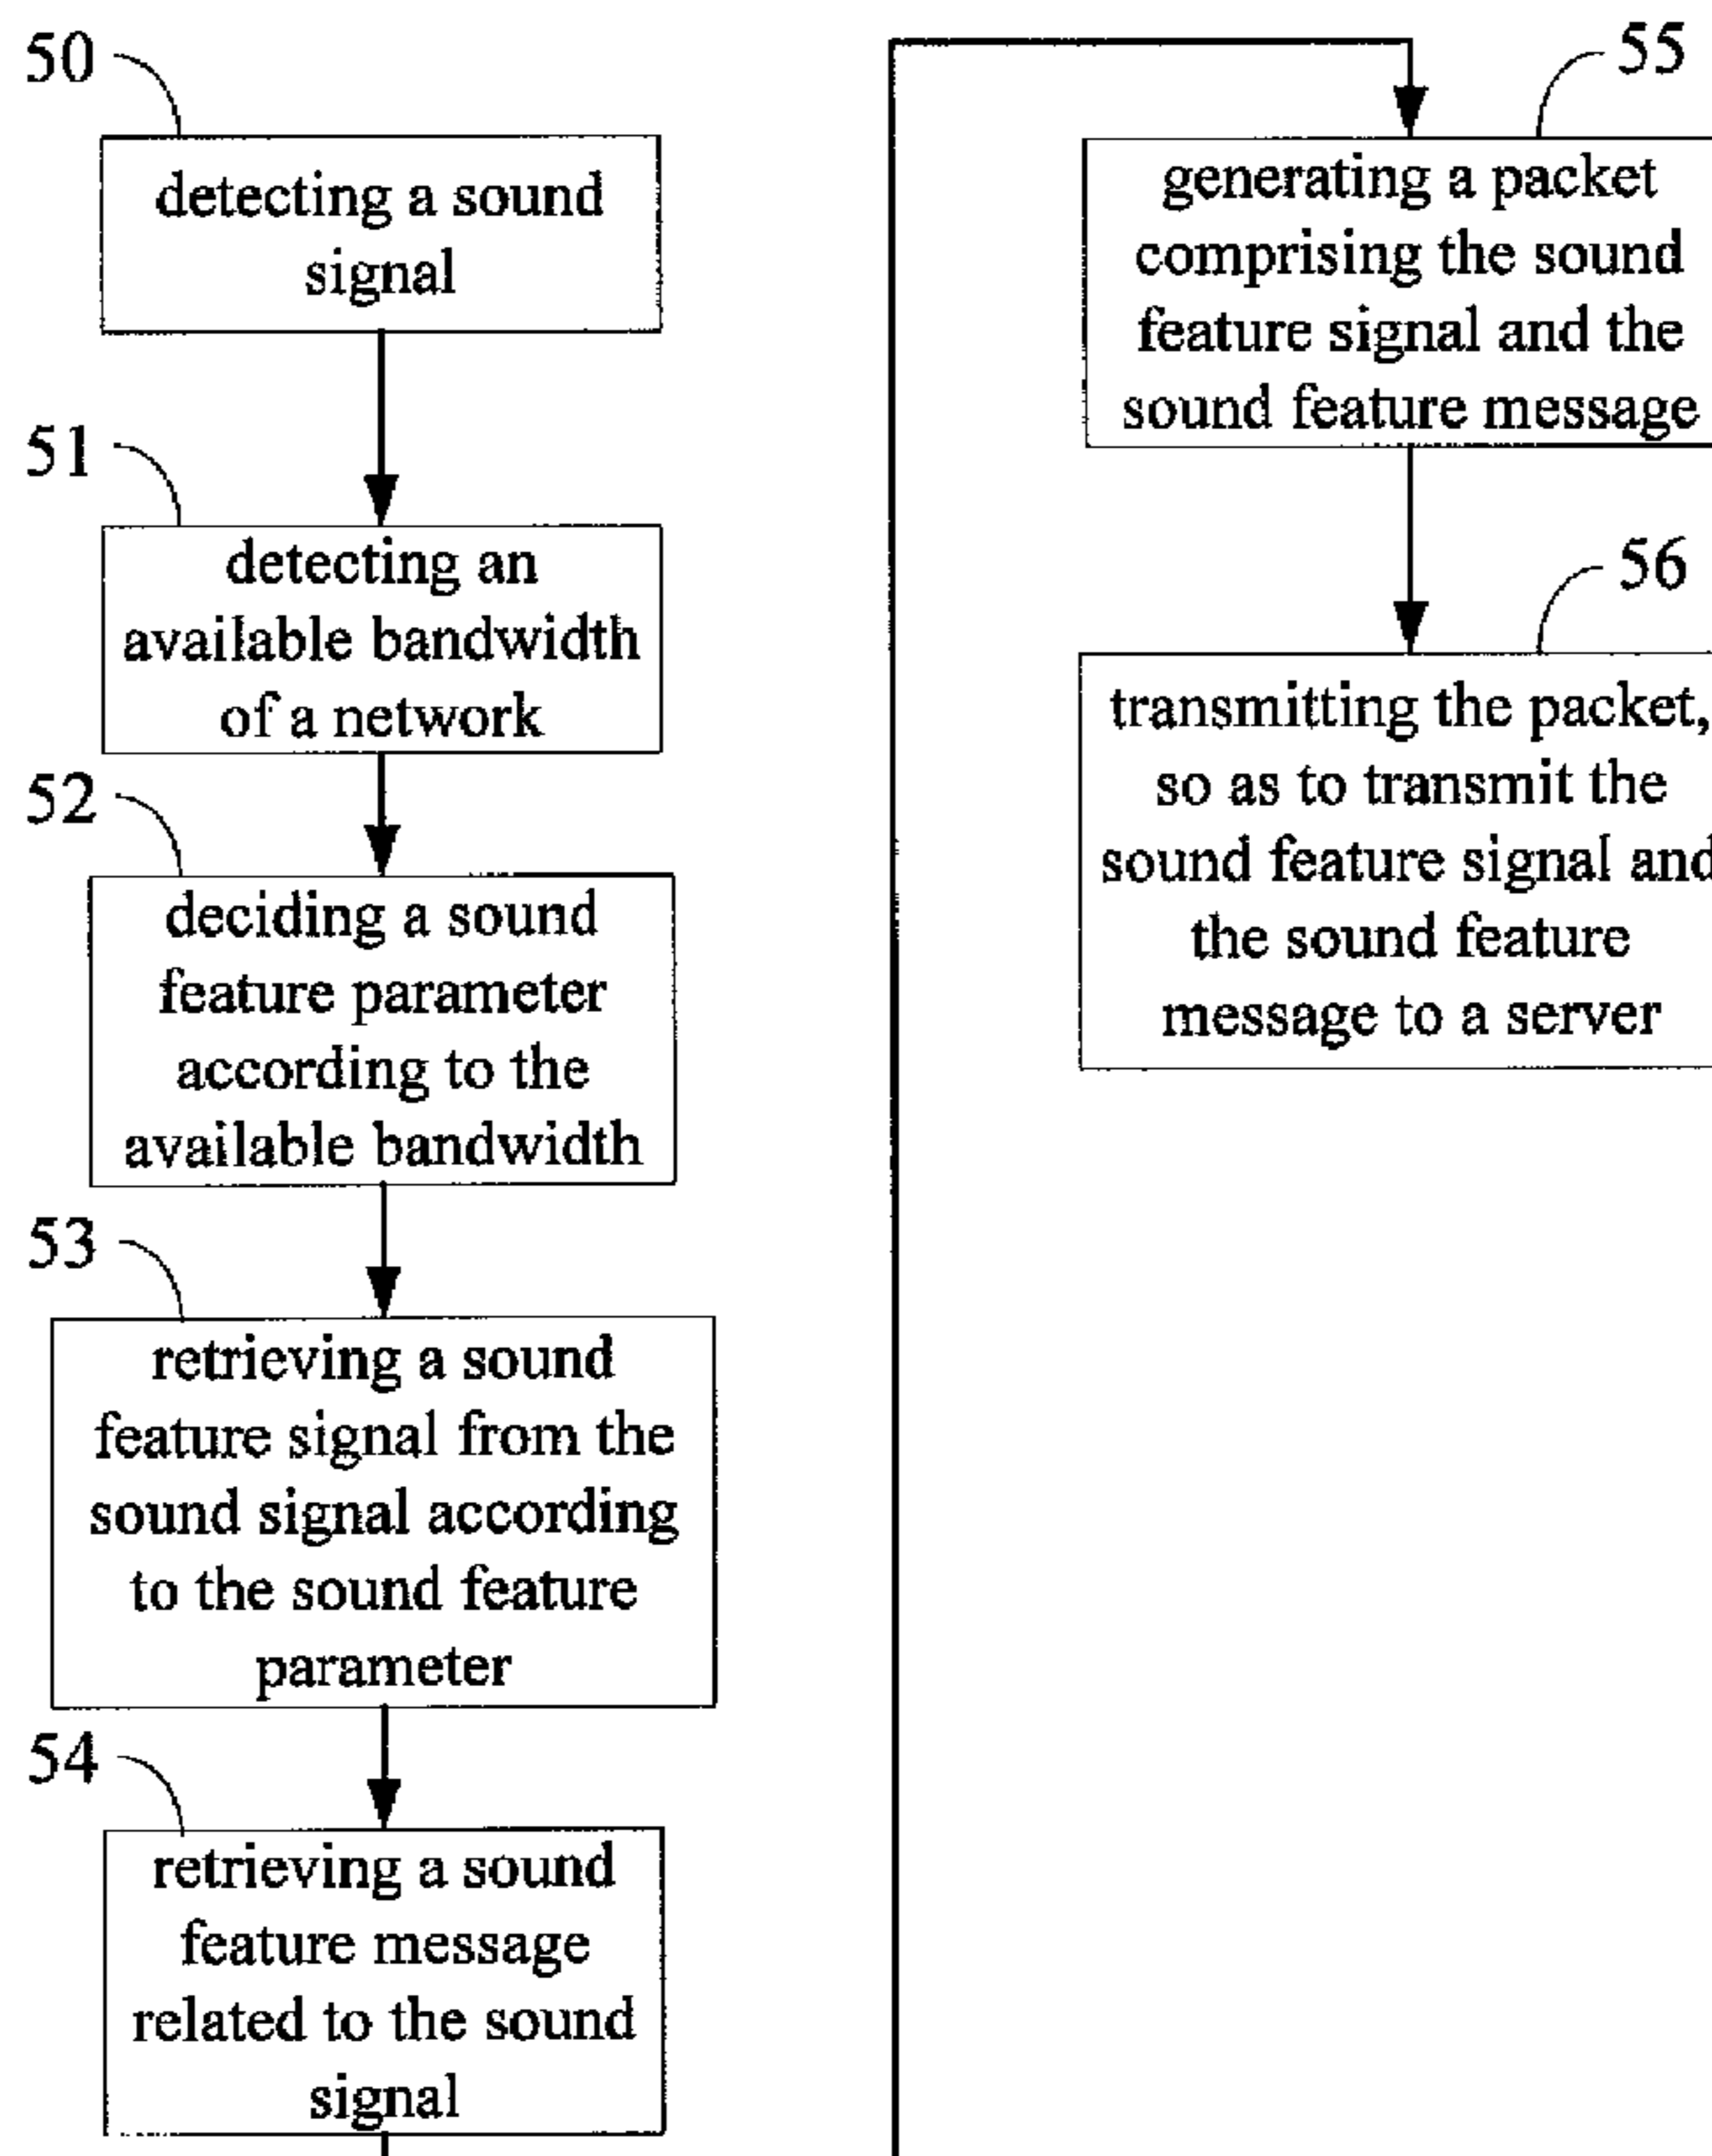 50
detecting a sound
signal
51
detecting an
available bandwidth
of a network
52
deciding a sound
feature parameter
according to the
available bandwidth
53
retrieving a sound
feature signal from the
sound signal according
to the sound feature
parameter
54
retrieving a sound
feature message
related to the sound
signal
55
generating a packet
comprising the sound
feature signal and the
sound feature message
56
transmitting the packet,
so as to transmit the
sound feature signal and
the sound feature
message to a server